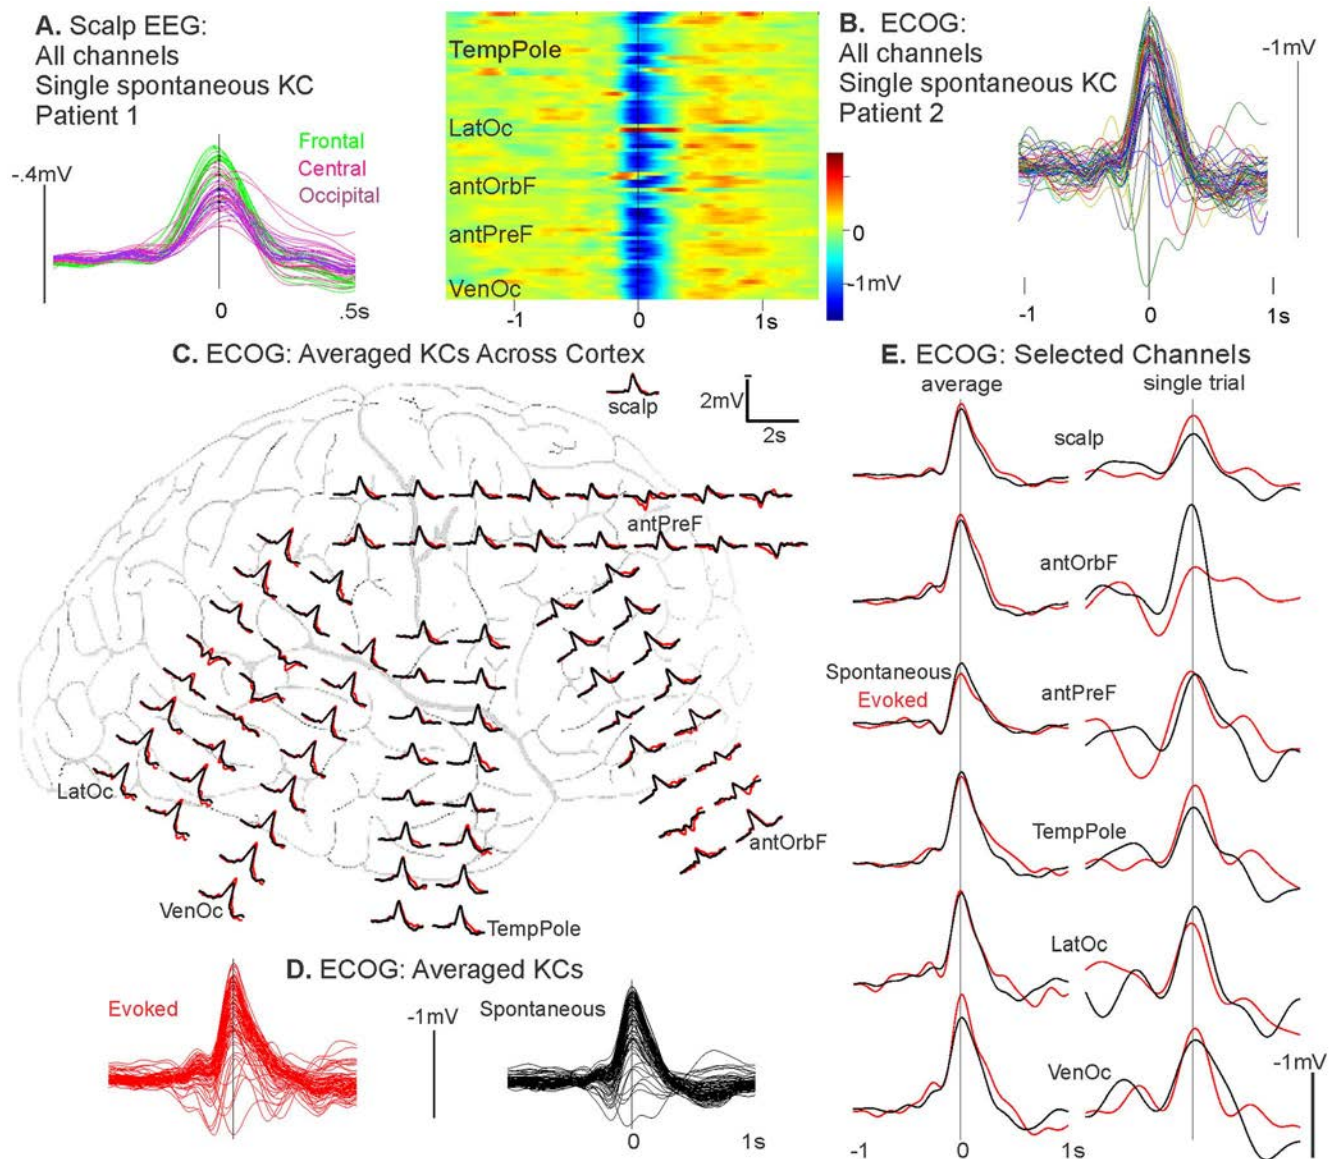 A. Scalp EEG:
All channels
Single spontaneous KC
Patient 1
Frontal
Central
Occipital
-.4mV
0
.5s
TempPole
LatOc
antOrbF
antPreF
VenOc
-1
0
1s
0
-1mV
B. ECOG:
All channels
Single spontaneous KC
Patient 2
-1mV
-1
0
1s
C. ECOG: Averaged KCs Across Cortex
scalp
2mV
2s
antPreF
LatOc
antOrbF
VenOc
TempPole
D. ECOG: Averaged KCs
Evoked
-1mV
Spontaneous
0
1s
E. ECOG: Selected Channels
average
single trial
scalp
antOrbF
Spontaneous
Evoked
antPreF
TempPole
LatOc
VenOc
-1mV
-1
0
1s